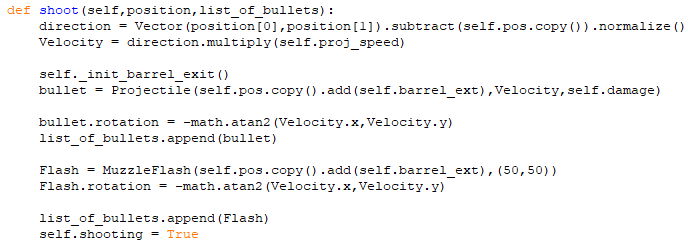 def shoot(self,position,list_of_bullets):
    direction = Vector(position[0],position[1]).subtract(self.pos.copy()).normalize()
    Velocity = direction.multiply(self.proj_speed)

    self._init_barrel_exit()
    bullet = Projectile(self.pos.copy().add(self.barrel_ext),Velocity,self.damage)

    bullet.rotation = -math.atan2(Velocity.x,Velocity.y)
    list_of_bullets.append(bullet)

    Flash = MuzzleFlash(self.pos.copy().add(self.barrel_ext),(50,50))
    Flash.rotation = -math.atan2(Velocity.x,Velocity.y)

    list_of_bullets.append(Flash)
    self.shooting = True